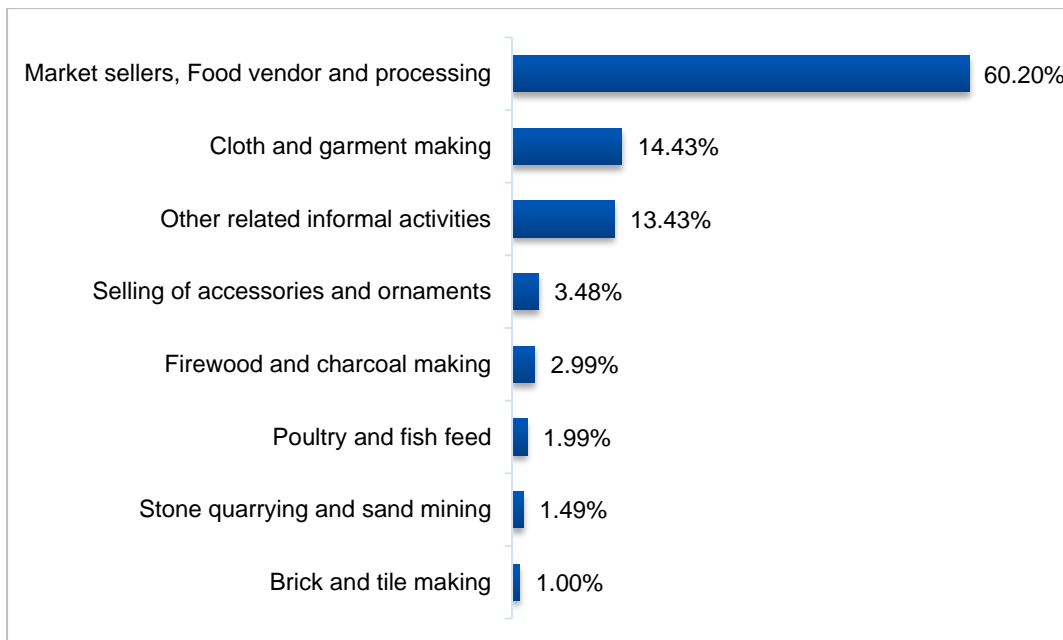 Market sellers, Food vendor and processing 60.20%
Cloth and garment making 14.43%
Other related informal activities 13.43%
Selling of accessories and ornaments 3.48%
Firewood and charcoal making 2.99%
Poultry and fish feed 1.99%
Stone quarrying and sand mining 1.49%
Brick and tile making 1.00%